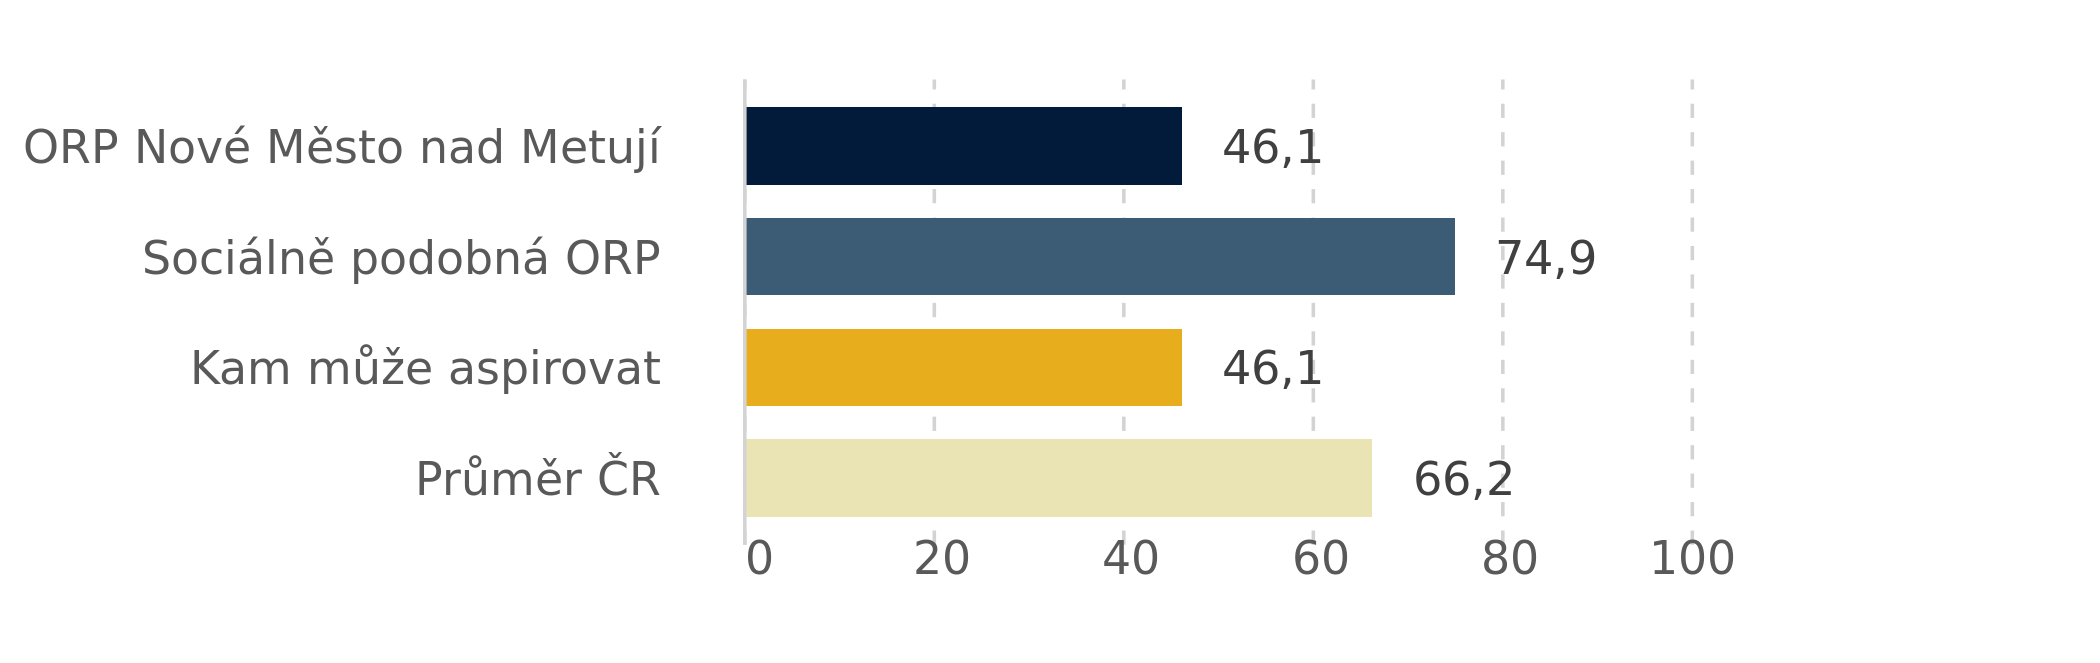 ORP Nové Město nad Metují 46,1
Sociálně podobná ORP 74,9
Kam může aspirovat 46,1
Průměr ČR 66,2
0 20 40 60 80 100